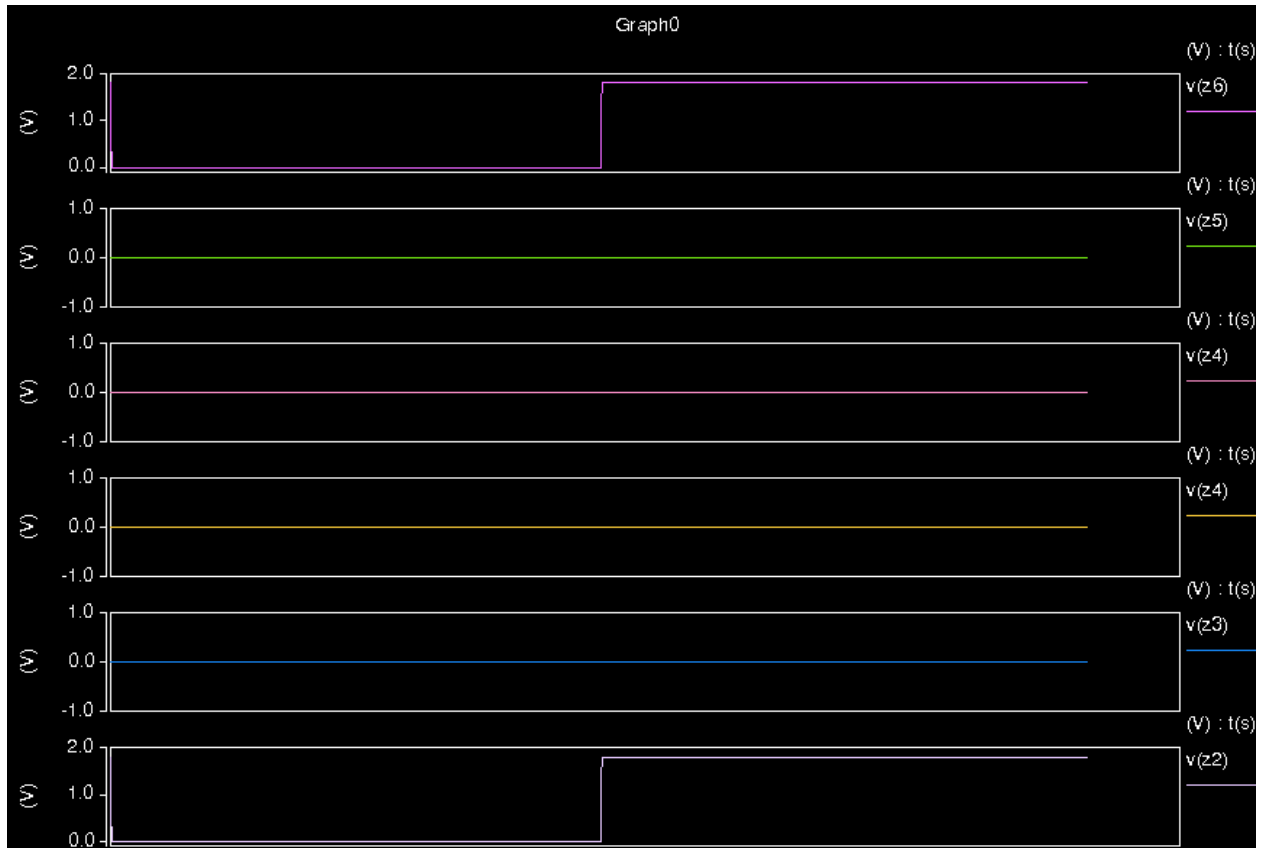 Graph0
(V) : t(s)
2.0
1.0
0.0
(V)
v(z6)
(V) : t(s)
1.0
0.0
-1.0
(V)
v(z5)
(V) : t(s)
1.0
0.0
-1.0
(V)
v(z4)
(V) : t(s)
1.0
0.0
-1.0
(V)
v(z4)
(V) : t(s)
1.0
0.0
-1.0
(V)
v(z3)
(V) : t(s)
2.0
1.0
0.0
(V)
v(z2)